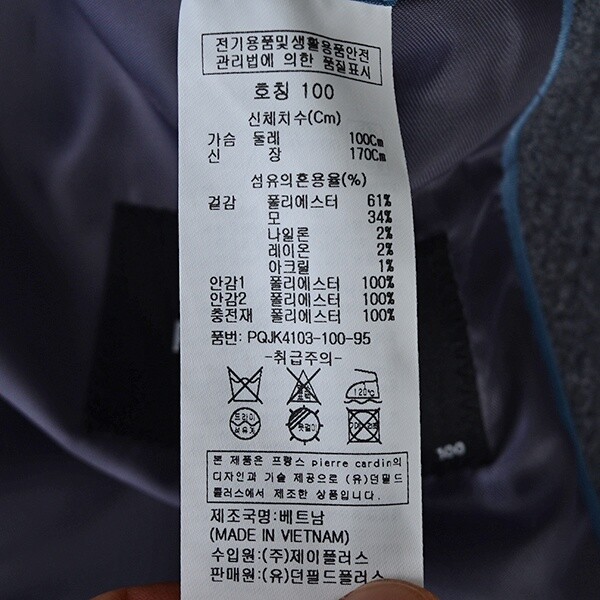 전기용품및생활용품안전
관리법에 의한 품질표시
호칭 100
신체치수(Cm)
가슴 둘레 100Cm
신 장 170Cm
섬유의혼용율(%)
겉감 폴리에스터 61%
모 34%
나일론 2%
레이온 2%
아크릴 1%
안감1 폴리에스터 100%
안감2 폴리에스터 100%
충전재 폴리에스터 100%
품번: PQJK4103-100-95
-취급주의-
120℃
드라이
석유계
옷걸이
본 제품은 프랑스 pierre cardin의
디자인과 기술 제공으로 (유)던필드
플러스에서 제조한 상품입니다.
제조국명:베트남
(MADE IN VIETNAM)
수입원:(주)제이플러스
판매원:(유)던필드플러스
100